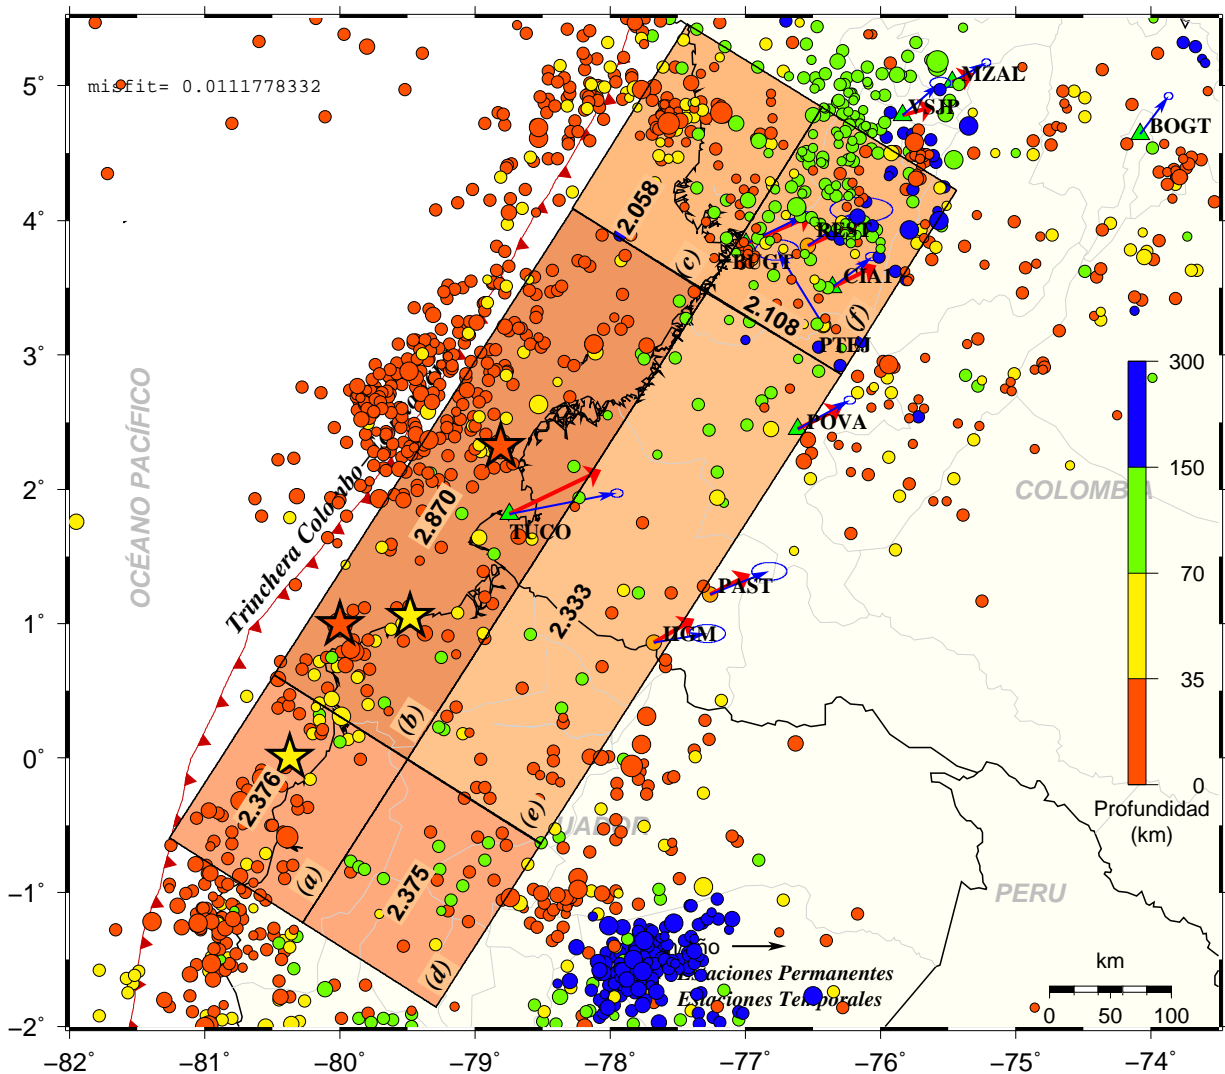 misfit= 0.0111778332
MZAL
XSJP
BOGT
2.058
REST
BUGT
(c)
CIA1
2.108
(f)
PTEJ
OCÉANO PACÍFICO
Trinchera Colombo
POVA
COLOMBIA
2.870
TUCO
2.333
PAST
HGM
(b)
2.376
(e)
(a)
2.375
(d)
PERU
300
150
70
35
0
Profundidad
(km)
Estaciones Permanentes
Estaciones Temporales
km
0 50 100
5°
4°
3°
2°
1°
0°
−1°
−2°
−82° −81° −80° −79° −78° −77° −76° −75° −74°